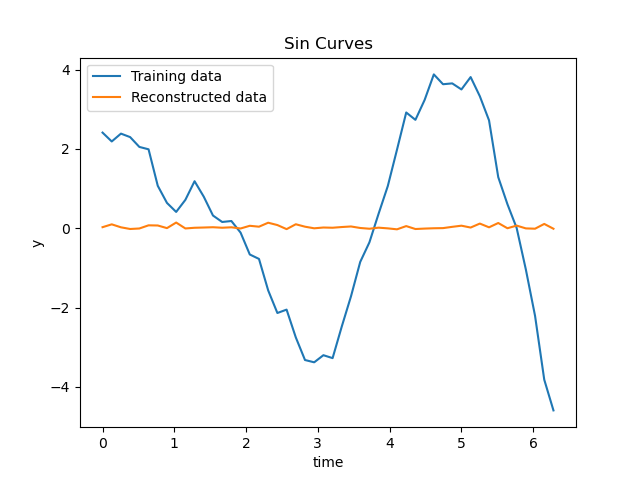 Sin Curves
Training data
Reconstructed data
4
2
0
−2
−4
y
0 1 2 3 4 5 6
time